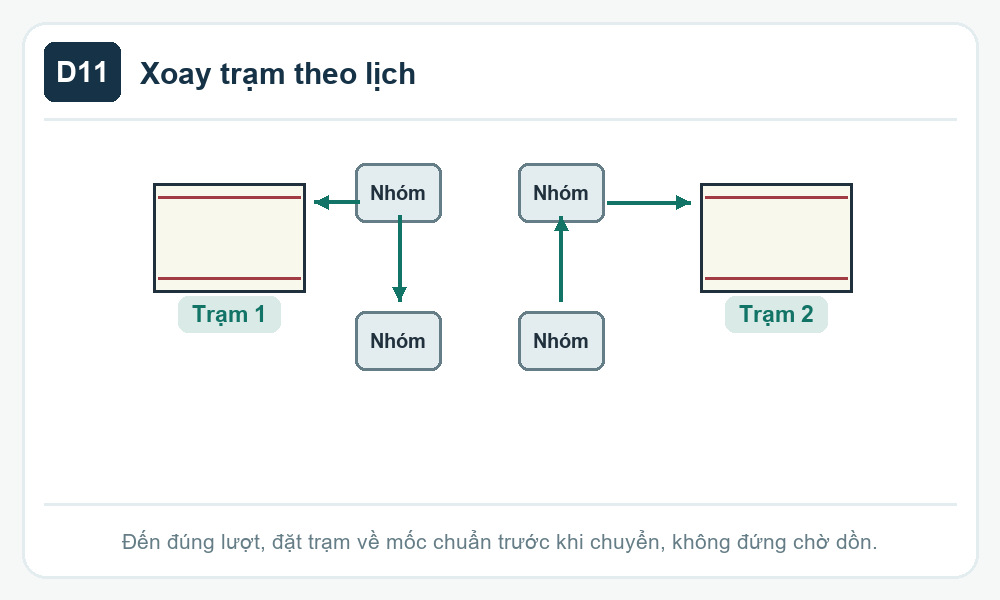 D11
Xoay trạm theo lịch
Nhóm
Nhóm
Trạm 1
Trạm 2
Nhóm
Nhóm
Đến đúng lượt, đặt trạm về mốc chuẩn trước khi chuyển, không đứng chờ dồn.